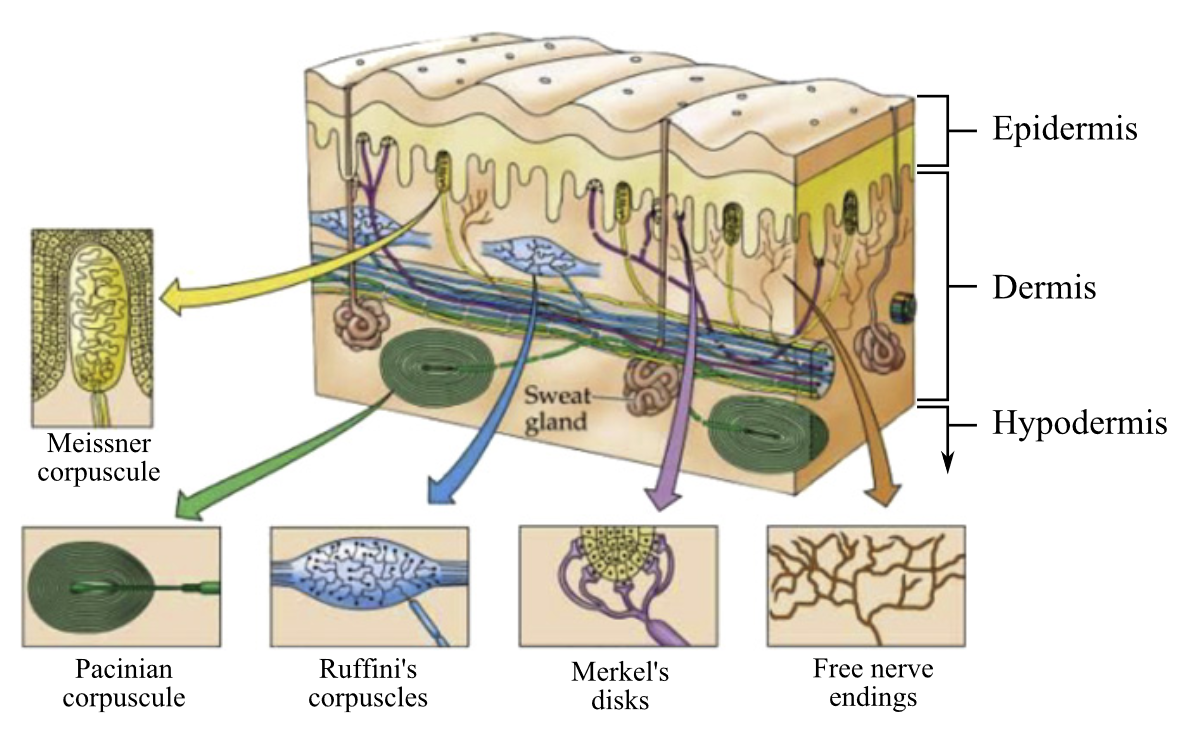 Epidermis
Dermis
Hypodermis
Sweat
gland
Meissner
corpuscule
Pacinian
corpuscule
Ruffini's
corpuscles
Merkel's
disks
Free nerve
endings